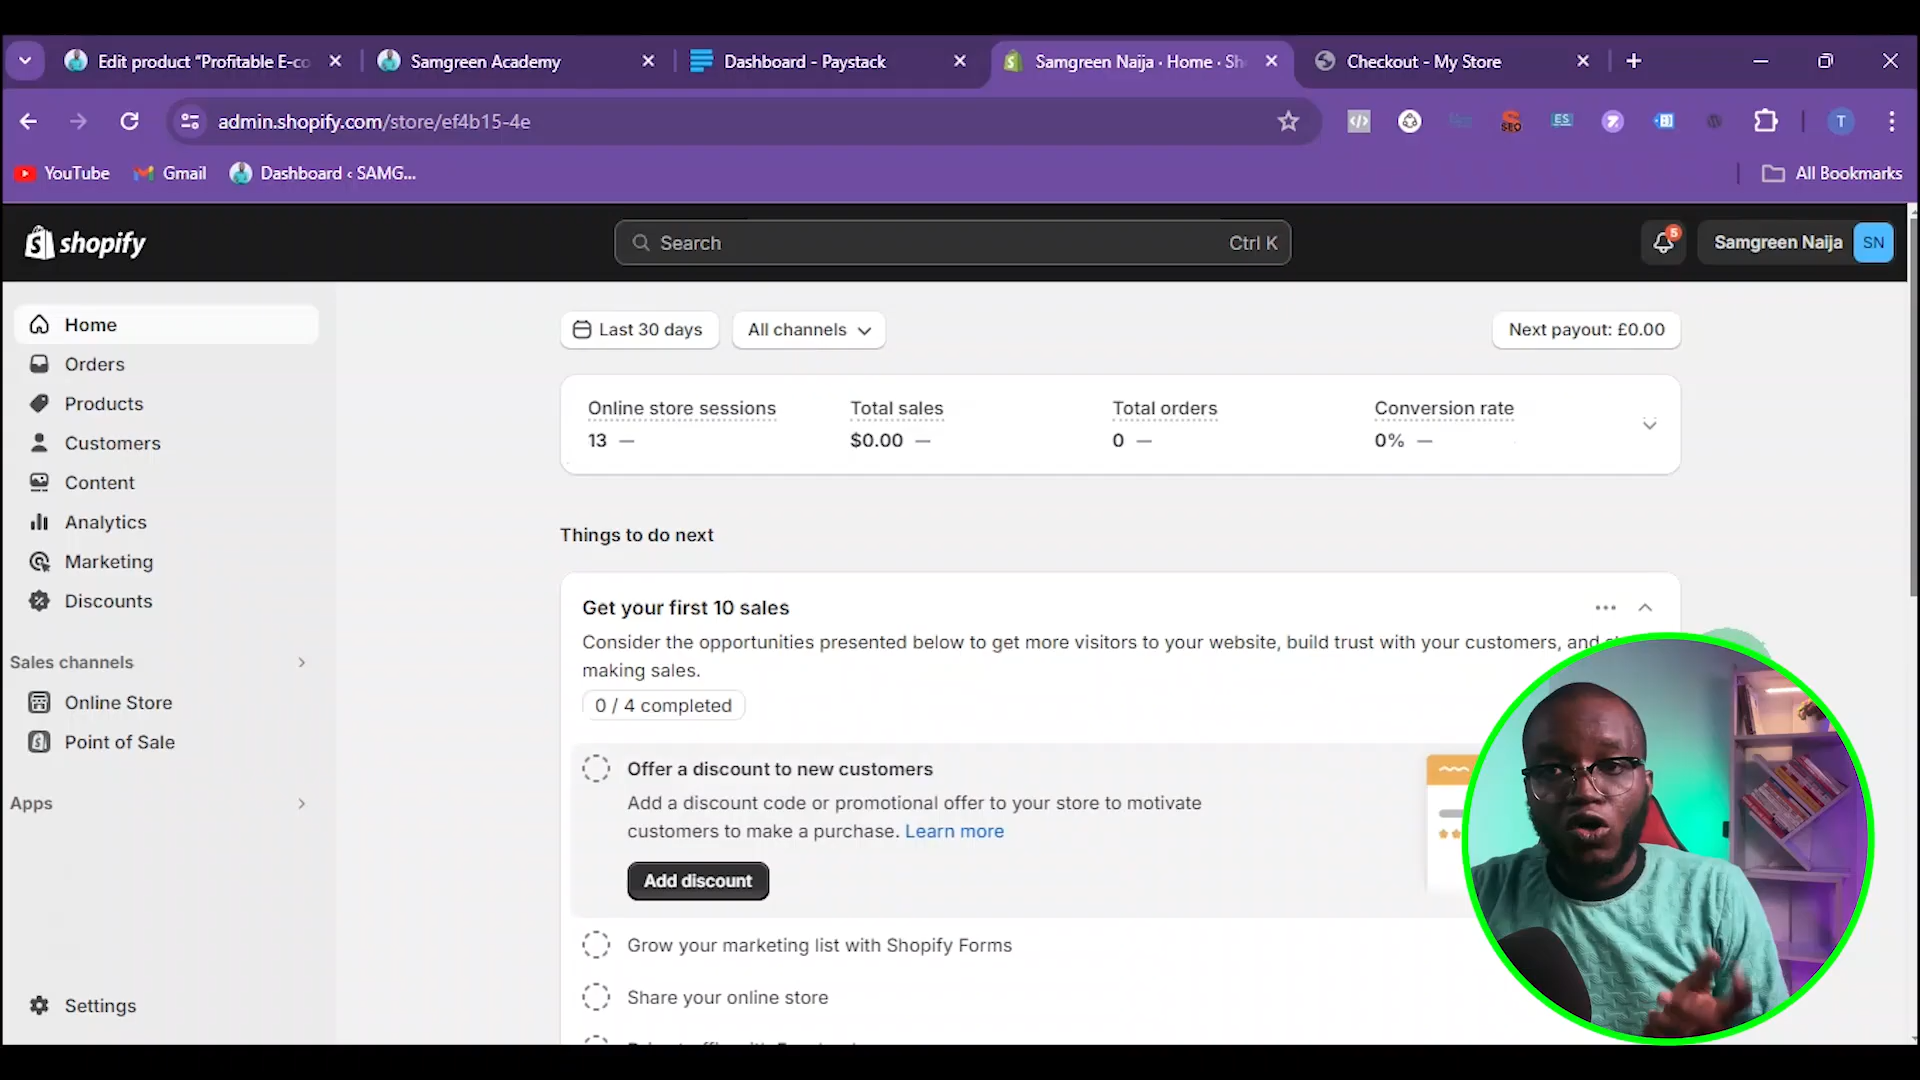 Edit product “Profitable E-co
Samgreen Academy
Dashboard - Paystack
Samgreen Naija · Home · Sh
Checkout - My Store
admin.shopify.com/store/ef4b15-4e
SEO
ES
T
YouTube
Gmail
Dashboard ‹ SAMG...
All Bookmarks
shopify
Search
Ctrl K
5
Samgreen Naija
SN
Home
Orders
Products
Customers
Content
Analytics
Marketing
Discounts
Sales channels
Online Store
Point of Sale
Apps
Settings
Last 30 days
All channels
Next payout: £0.00
Online store sessions
13 —
Total sales
$0.00 —
Total orders
0 —
Conversion rate
0% —
Things to do next
Get your first 10 sales
Consider the opportunities presented below to get more visitors to your website, build trust with your customers, and
making sales.
0 / 4 completed
Offer a discount to new customers
Add a discount code or promotional offer to your store to motivate
customers to make a purchase. Learn more
Add discount
Grow your marketing list with Shopify Forms
Share your online store